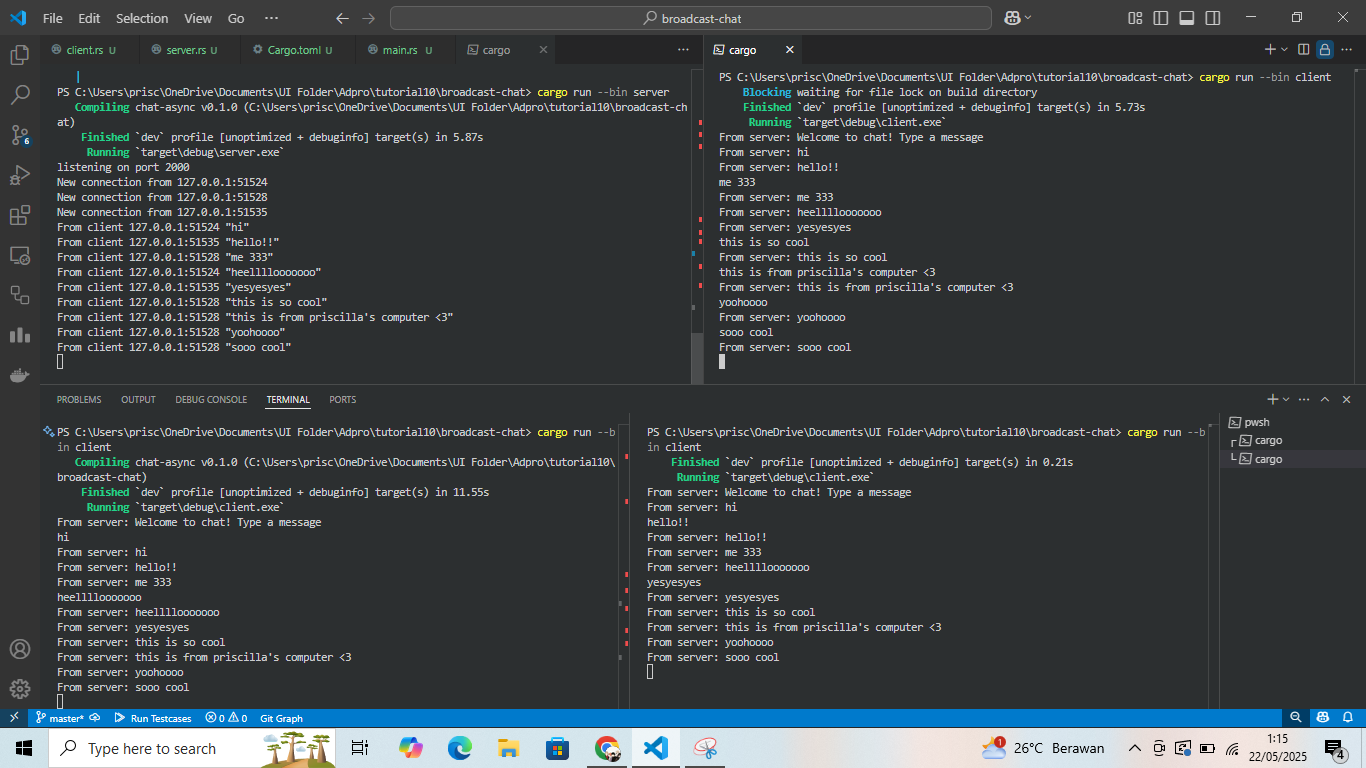 File Edit Selection View Go ··· broadcast-chat
client.rs U server.rs U Cargo.toml U main.rs U cargo
cargo
PS C:\Users\prisc\OneDrive\Documents\UI Folder\Adpro\tutorial10\broadcast-chat> cargo run --bin server
Compiling chat-async v0.1.0 (C:\Users\prisc\OneDrive\Documents\UI Folder\Adpro\tutorial10\broadcast-ch
at)
Finished `dev` profile [unoptimized + debuginfo] target(s) in 5.87s
Running `target\debug\server.exe`
listening on port 2000
New connection from 127.0.0.1:51524
New connection from 127.0.0.1:51528
New connection from 127.0.0.1:51535
From client 127.0.0.1:51524 "hi"
From client 127.0.0.1:51535 "hello!!"
From client 127.0.0.1:51528 "me 333"
From client 127.0.0.1:51524 "heellllooooooo"
From client 127.0.0.1:51535 "yesyesyes"
From client 127.0.0.1:51528 "this is so cool"
From client 127.0.0.1:51528 "this is from priscilla's computer <3"
From client 127.0.0.1:51528 "yoohoooo"
From client 127.0.0.1:51528 "sooo cool"
PS C:\Users\prisc\OneDrive\Documents\UI Folder\Adpro\tutorial10\broadcast-chat> cargo run --bin client
Blocking waiting for file lock on build directory
Finished `dev` profile [unoptimized + debuginfo] target(s) in 5.73s
Running `target\debug\client.exe`
From server: Welcome to chat! Type a message
From server: hi
From server: hello!!
me 333
From server: me 333
From server: heellllooooooo
From server: yesyesyes
this is so cool
From server: this is so cool
this is from priscilla's computer <3
From server: this is from priscilla's computer <3
yoohoooo
From server: yoohoooo
sooo cool
From server: sooo cool
PROBLEMS OUTPUT DEBUG CONSOLE TERMINAL PORTS
PS C:\Users\prisc\OneDrive\Documents\UI Folder\Adpro\tutorial10\broadcast-chat> cargo run --b
in client
Compiling chat-async v0.1.0 (C:\Users\prisc\OneDrive\Documents\UI Folder\Adpro\tutorial10\
broadcast-chat)
Finished `dev` profile [unoptimized + debuginfo] target(s) in 11.55s
Running `target\debug\client.exe`
From server: Welcome to chat! Type a message
hi
From server: hi
From server: hello!!
From server: me 333
heellllooooooo
From server: heellllooooooo
From server: yesyesyes
From server: this is so cool
From server: this is from priscilla's computer <3
From server: yoohoooo
From server: sooo cool
PS C:\Users\prisc\OneDrive\Documents\UI Folder\Adpro\tutorial10\broadcast-chat> cargo run --b
in client
Finished `dev` profile [unoptimized + debuginfo] target(s) in 0.21s
Running `target\debug\client.exe`
From server: Welcome to chat! Type a message
From server: hi
hello!!
From server: hello!!
From server: me 333
From server: heellllooooooo
yesyesyes
From server: yesyesyes
From server: this is so cool
From server: this is from priscilla's computer <3
From server: yoohoooo
From server: sooo cool
pwsh
cargo
cargo
6
master* Run Testcases 0 0 Git Graph
Type here to search
1
26°C Berawan
1:15
22/05/2025
4